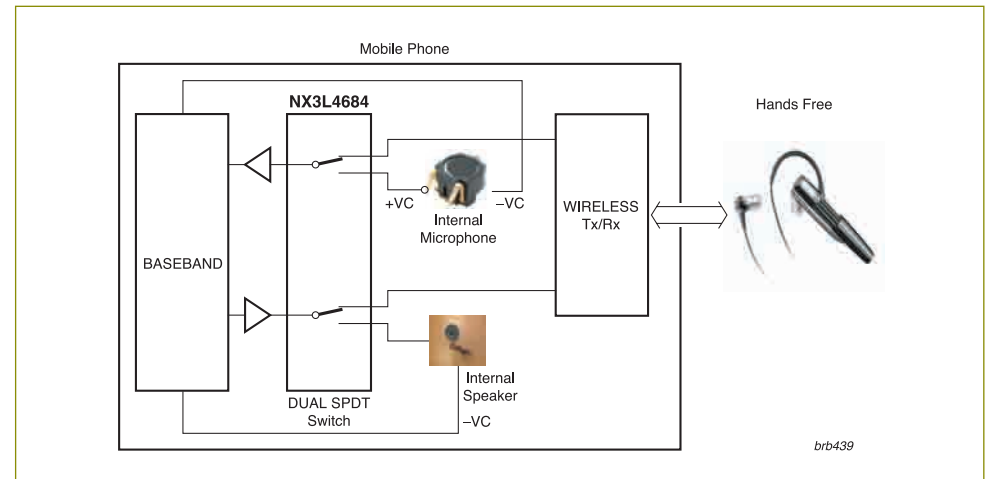 Mobile Phone
NX3L4684
Hands Free
+VC
–VC
Internal
Microphone
WIRELESS
Tx/Rx
BASEBAND
Internal
Speaker
DUAL SPDT
Switch
–VC
brb439